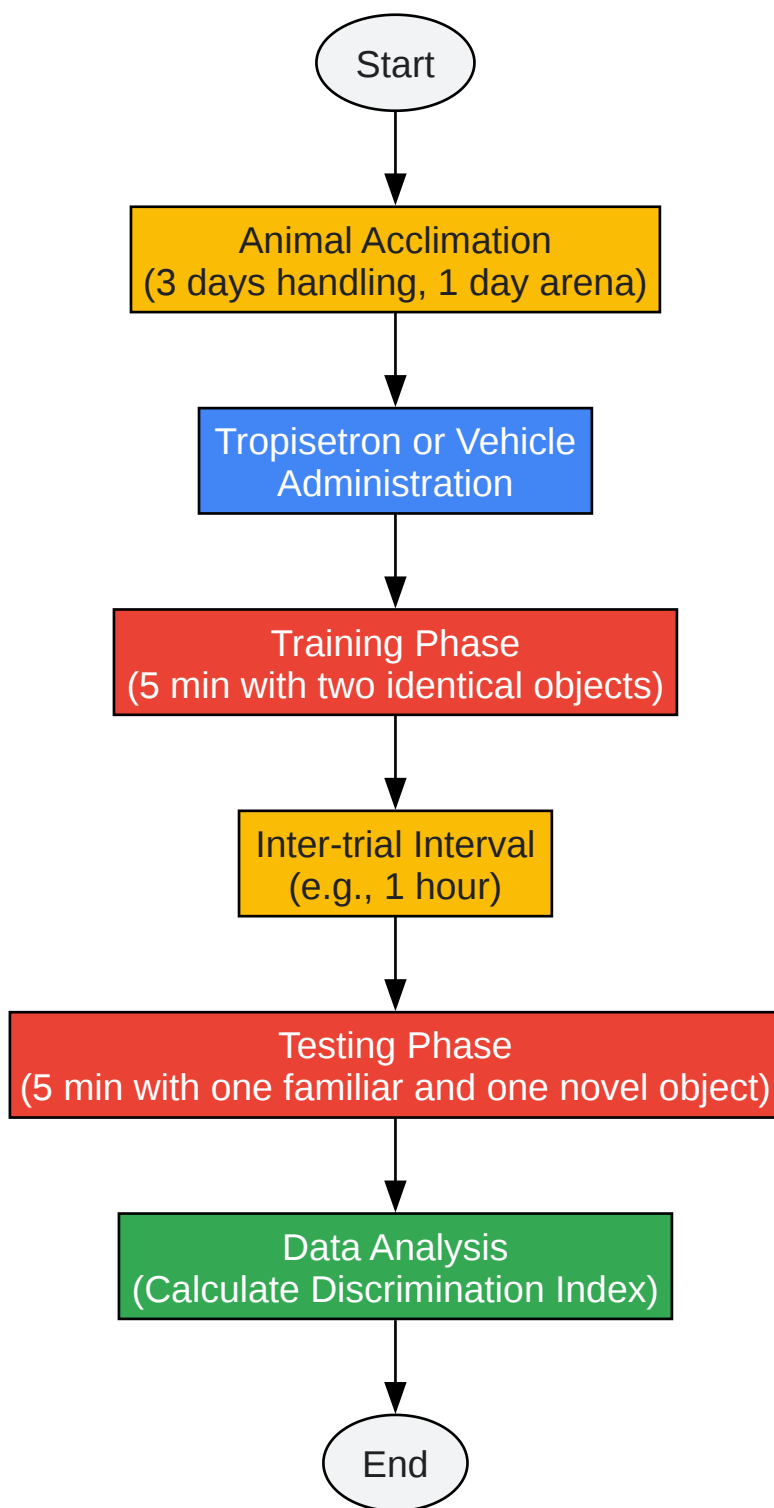 Start
Animal Acclimation
(3 days handling, 1 day arena)
Tropisetron or Vehicle
Administration
Training Phase
(5 min with two identical objects)
Inter-trial Interval
(e.g., 1 hour)
Testing Phase
(5 min with one familiar and one novel object)
Data Analysis
(Calculate Discrimination Index)
End